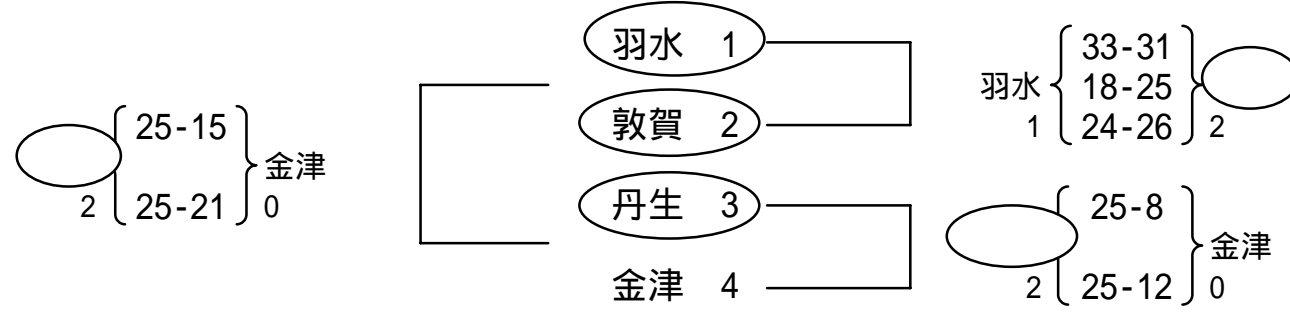 25-15
金津
2 25-21 0
羽水 1
敦賀 2
丹生 3
金津 4
33-31
羽水 18-25
1 24-26 2
25-8
金津
2 25-12 0